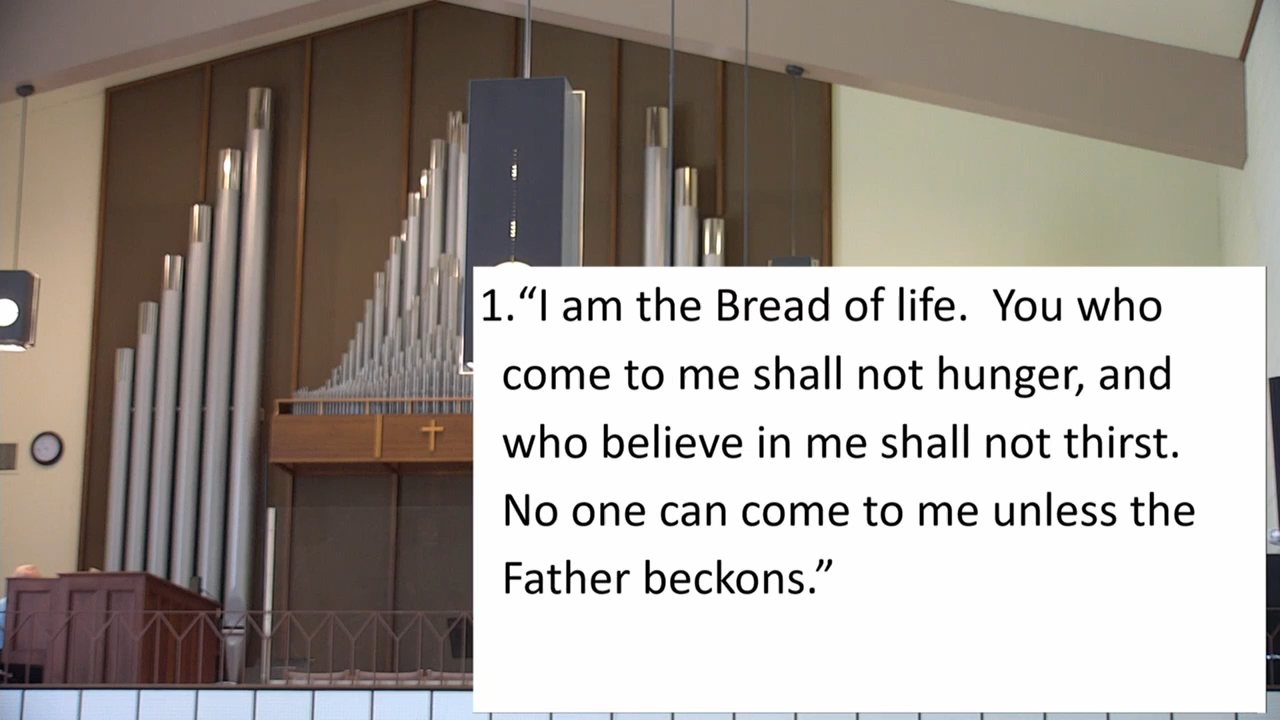 1.“I am the Bread of life.  You who
come to me shall not hunger, and
who believe in me shall not thirst.
No one can come to me unless the
Father beckons.”